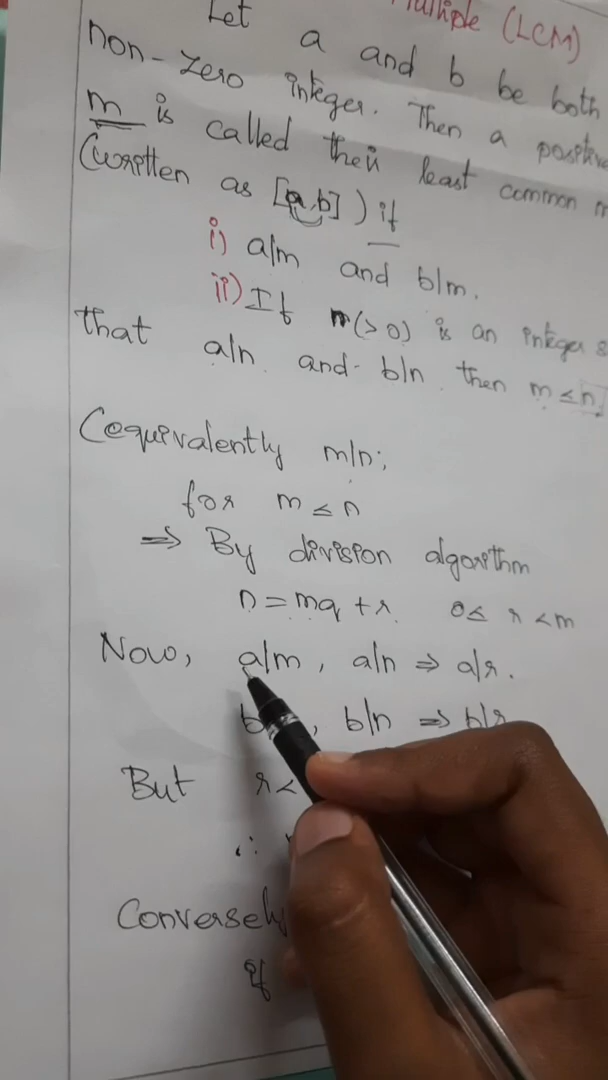 Multiple (LCM)
Let a and b be both
non-zero integer. Then a positive
m is called their least common
(written as [a,b]) if
i) a|m and b|m.
ii) If n(>0) is an integer
that a|n and b|n then m≤n.
(equivalently m|n;
for m≤n
⇒ By division algorithm
n=mq+r 0≤ r <m
Now, a|m, a|n ⇒ a|r.
b , b|n ⇒ b|r
But r<
∴
Conversely
if